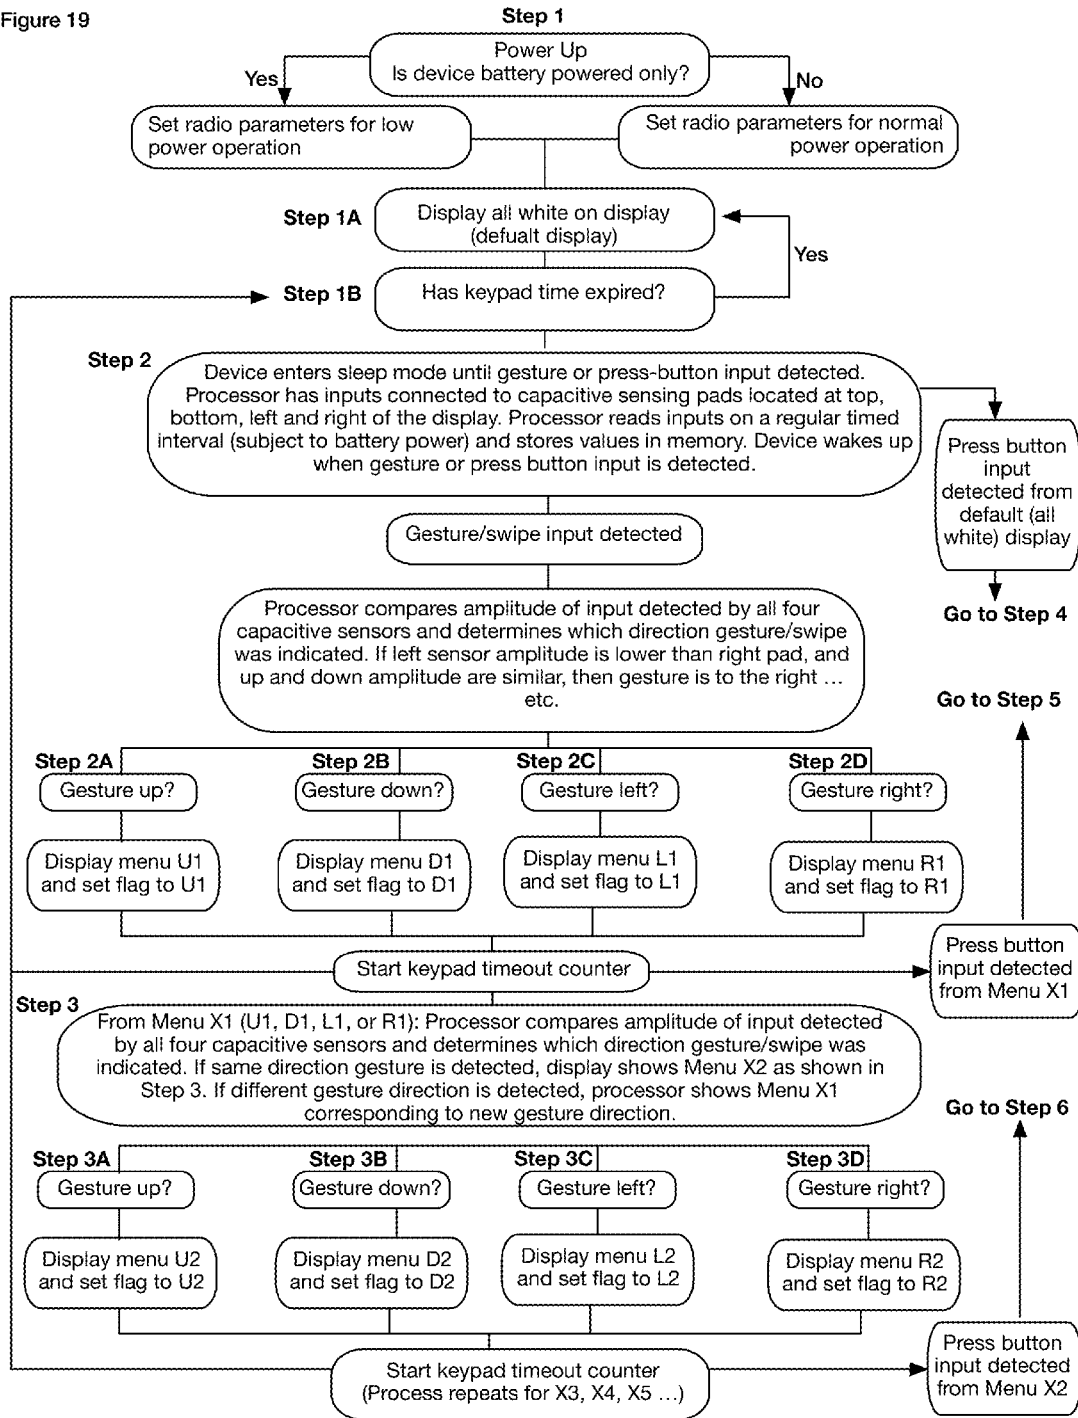 Figure 19
Step 1
Power Up
Is device battery powered only?
Yes
No
Set radio parameters for low
power operation
Set radio parameters for normal
power operation
Step 1A
Display all white on display
(defualt display)
Yes
Step 1B
Has keypad time expired?
Step 2
Device enters sleep mode until gesture or press-button input detected.
Processor has inputs connected to capacitive sensing pads located at top,
bottom, left and right of the display. Processor reads inputs on a regular timed
interval (subject to battery power) and stores values in memory. Device wakes up
when gesture or press button input is detected.
Press button
input
detected from
default (all
white) display
Go to Step 4
Gesture/swipe input detected
Processor compares amplitude of input detected by all four
capacitive sensors and determines which direction gesture/swipe
was indicated. If left sensor amplitude is lower than right pad, and
up and down amplitude are similar, then gesture is to the right ...
etc.
Go to Step 5
Step 2A
Gesture up?
Step 2B
Gesture down?
Step 2C
Gesture left?
Step 2D
Gesture right?
Display menu U1
and set flag to U1
Display menu D1
and set flag to D1
Display menu L1
and set flag to L1
Display menu R1
and set flag to R1
Start keypad timeout counter
Press button
input detected
from Menu X1
Step 3
From Menu X1 (U1, D1, L1, or R1): Processor compares amplitude of input detected
by all four capacitive sensors and determines which direction gesture/swipe was
indicated. If same direction gesture is detected, display shows Menu X2 as shown in
Step 3. If different gesture direction is detected, processor shows Menu X1
corresponding to new gesture direction.
Go to Step 6
Step 3A
Gesture up?
Step 3B
Gesture down?
Step 3C
Gesture left?
Step 3D
Gesture right?
Display menu U2
and set flag to U2
Display menu D2
and set flag to D2
Display menu L2
and set flag to L2
Display menu R2
and set flag to R2
Start keypad timeout counter
(Process repeats for X3, X4, X5 ...)
Press button
input detected
from Menu X2